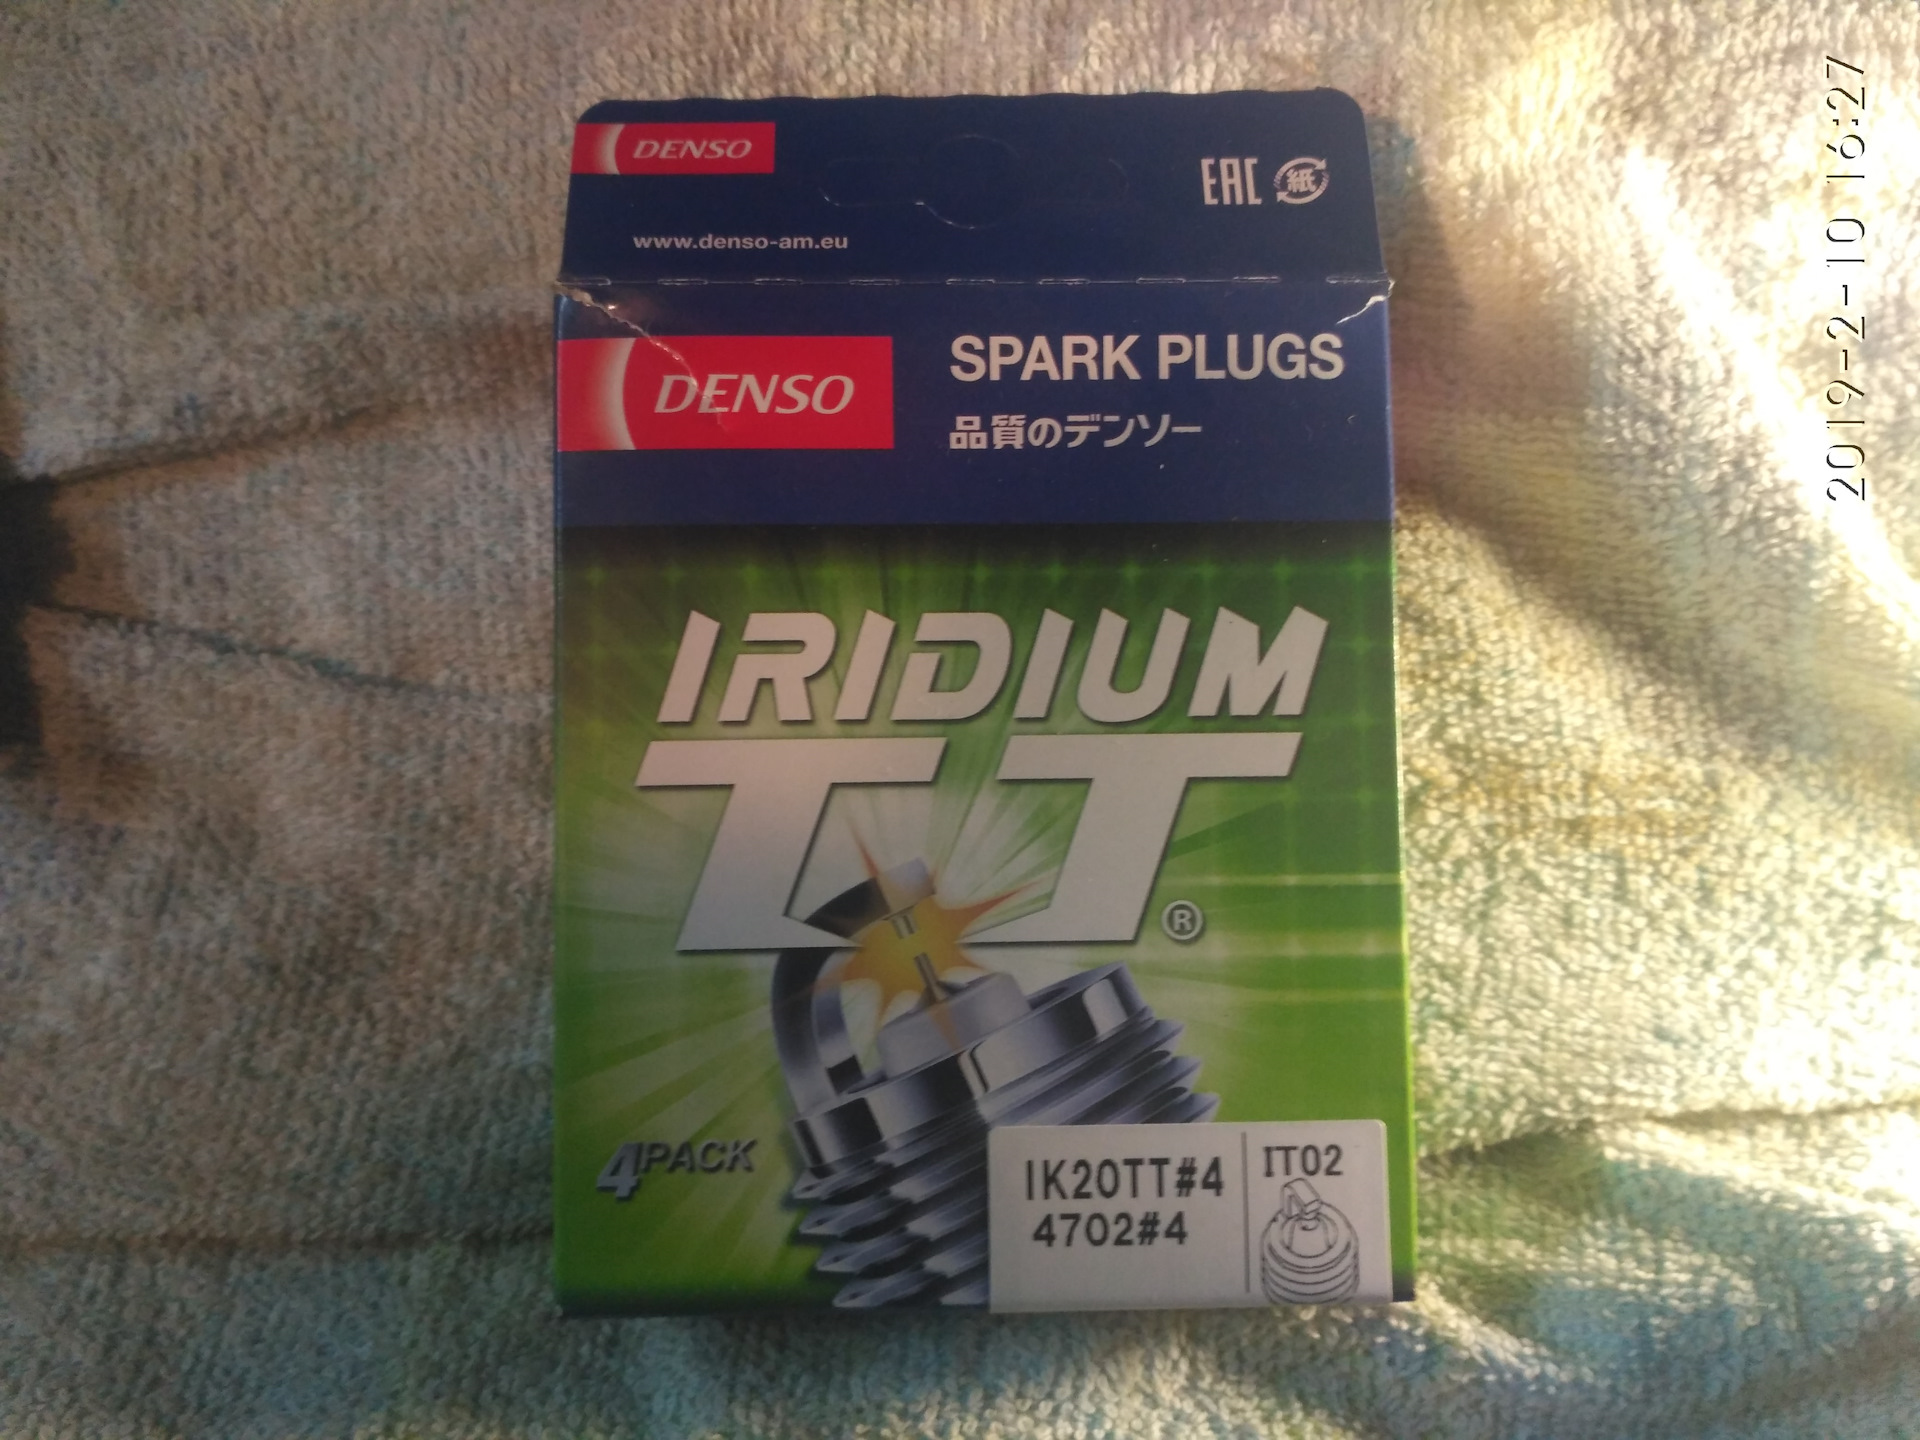 DENSO
EAC 紙
www.denso-am.eu
DENSO
SPARK PLUGS
品質のデンソー
IRIDIUM
TT®
4PACK
IK20TT#4
4702#4
IT02
2019-2-10 16:27